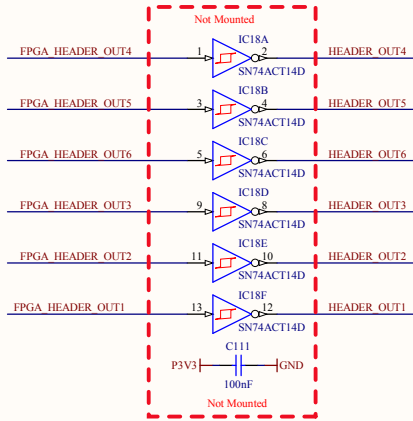 Not Mounted
IC18A
FPGA_HEADER_OUT4 1 2 HEADER_OUT4
SN74ACT14D
IC18B
FPGA_HEADER_OUT5 3 4 HEADER_OUT5
SN74ACT14D
IC18C
FPGA_HEADER_OUT6 5 6 HEADER_OUT6
SN74ACT14D
IC18D
FPGA_HEADER_OUT3 9 8 HEADER_OUT3
SN74ACT14D
IC18E
FPGA_HEADER_OUT2 11 10 HEADER_OUT2
SN74ACT14D
IC18F
FPGA_HEADER_OUT1 13 12 HEADER_OUT1
SN74ACT14D
C111
P3V3 GND
100nF
Not Mounted